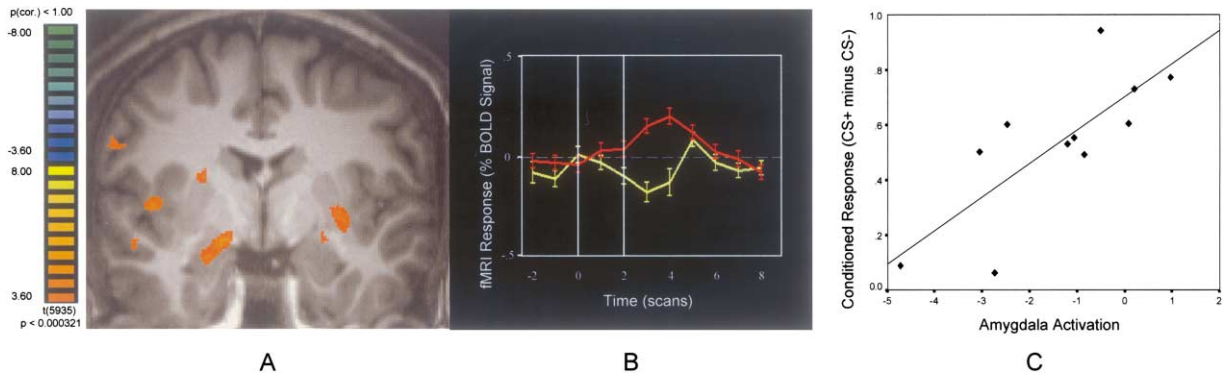 p(cor.) < 1.00
-8.00
-3.60
8.00
3.60
t(5935)
p < 0.000321
A
fMRI Response (% BOLD Signal)
.5
0
-.5
-2 0 2 4 6 8
Time (scans)
B
Conditioned Response (CS+ minus CS-)
1.0
.8
.6
.4
.2
0.0
-5 -4 -3 -2 -1 0 1 2
Amygdala Activation
C